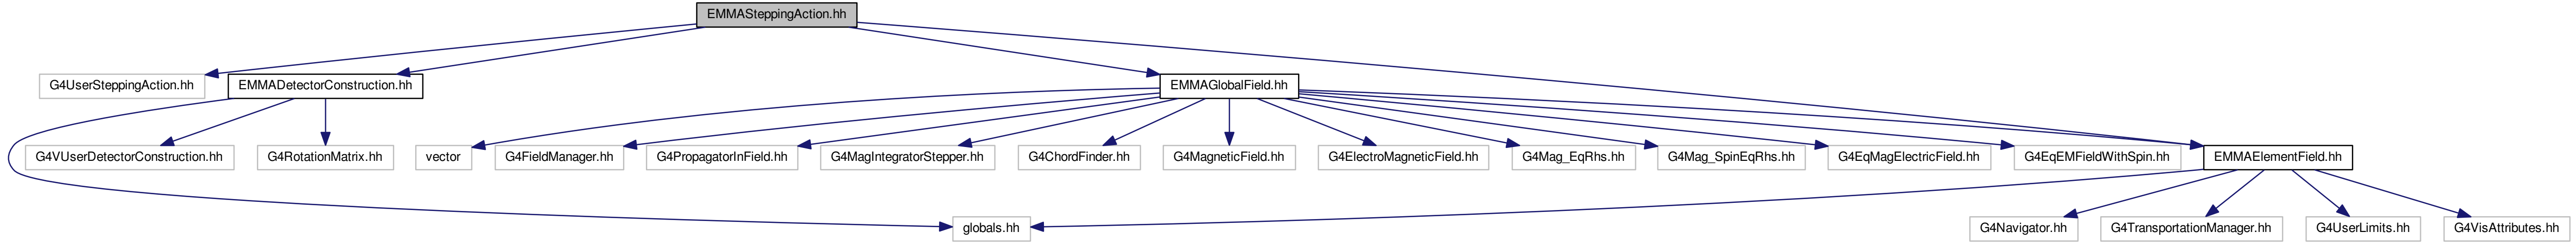 EMMASteppingAction.hh
G4UserSteppingAction.hh
EMMADetectorConstruction.hh
EMMAGlobalField.hh
G4VUserDetectorConstruction.hh
G4RotationMatrix.hh
vector
G4FieldManager.hh
G4PropagatorInField.hh
G4MagIntegratorStepper.hh
G4ChordFinder.hh
G4MagneticField.hh
G4ElectroMagneticField.hh
G4Mag_EqRhs.hh
G4Mag_SpinEqRhs.hh
G4EqMagElectricField.hh
G4EqEMFieldWithSpin.hh
EMMAElementField.hh
globals.hh
G4Navigator.hh
G4TransportationManager.hh
G4UserLimits.hh
G4VisAttributes.hh